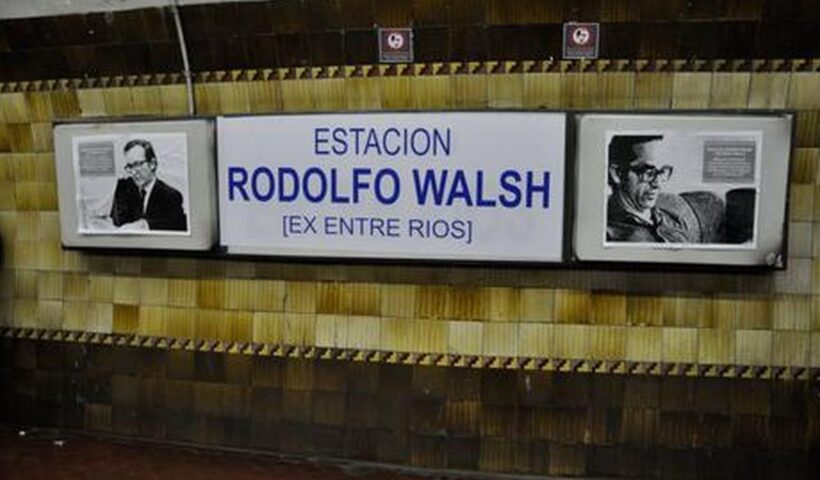 ESTACION
RODOLFO WALSH
[EX ENTRE RIOS]